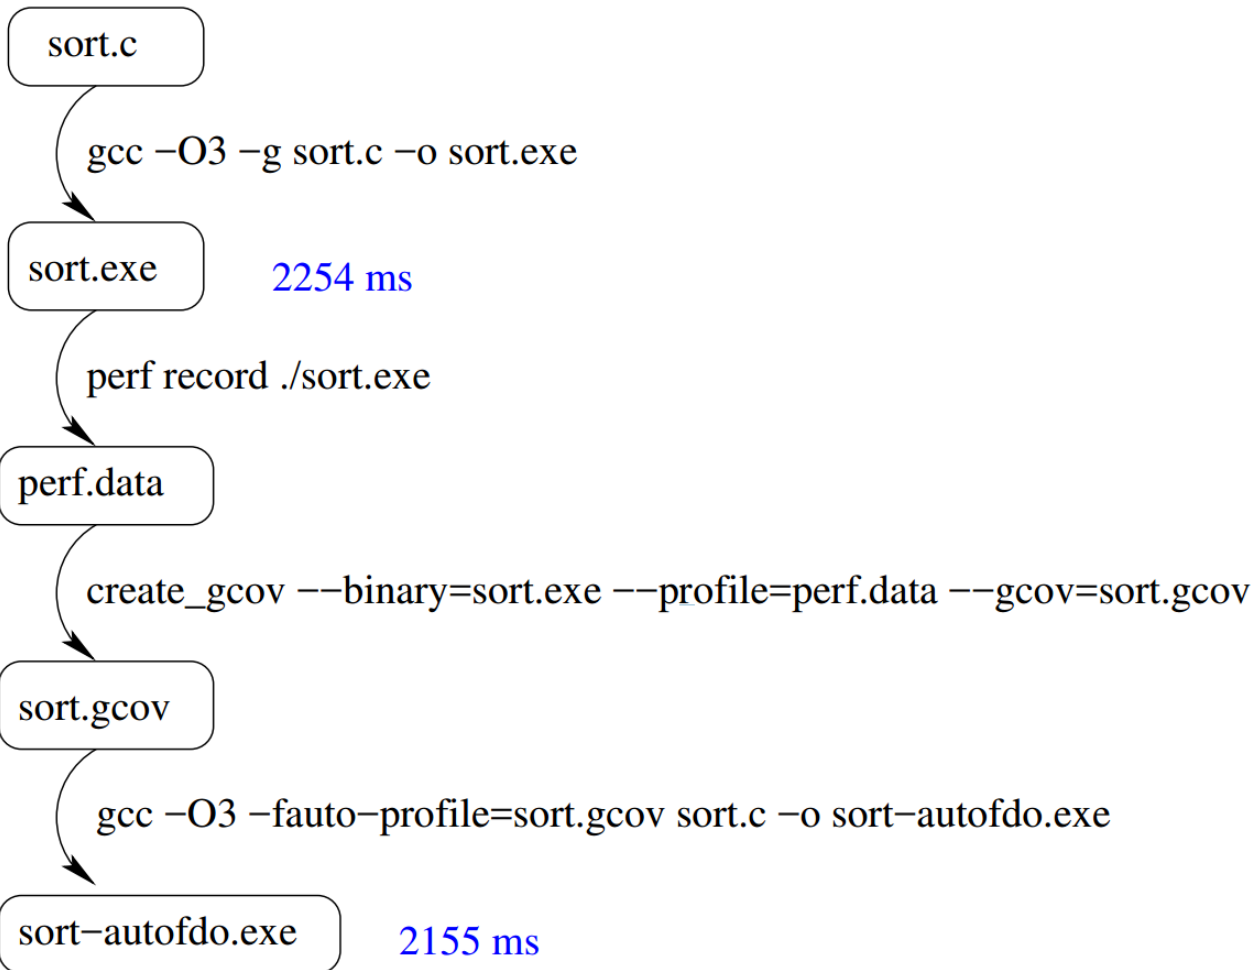 sort.c
gcc −O3 −g sort.c −o sort.exe
sort.exe
2254 ms
perf record ./sort.exe
perf.data
create_gcov −−binary=sort.exe −−profile=perf.data −−gcov=sort.gcov
sort.gcov
gcc −O3 −fauto−profile=sort.gcov sort.c −o sort−autofdo.exe
sort−autofdo.exe
2155 ms